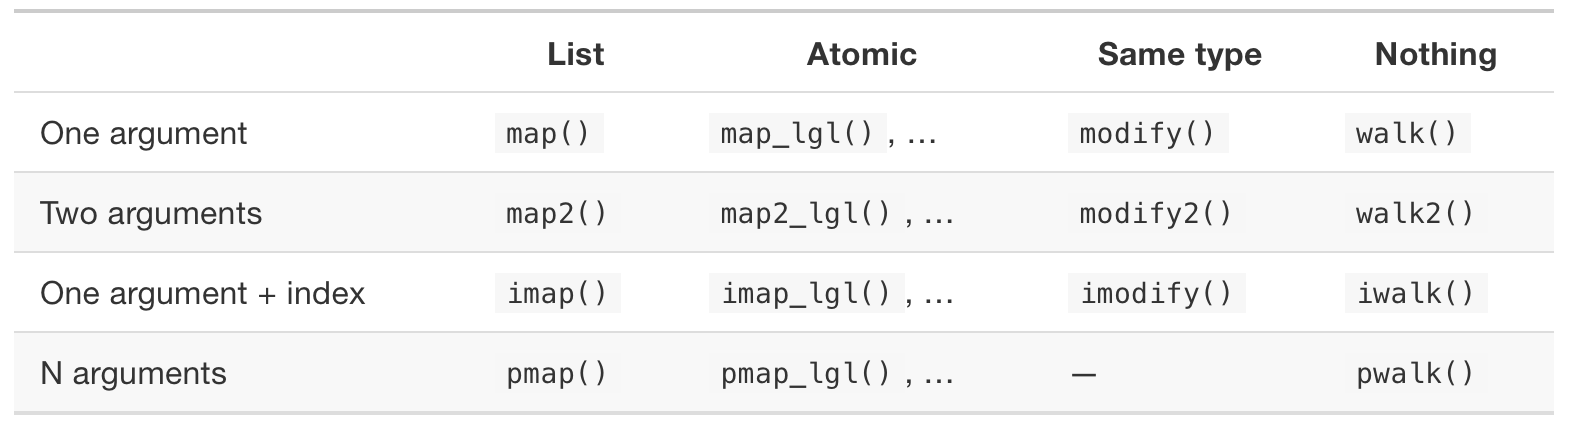 List Atomic Same type Nothing
One argument map() map_lgl() , … modify() walk()
Two arguments map2() map2_lgl() , … modify2() walk2()
One argument + index imap() imap_lgl() , … imodify() iwalk()
N arguments pmap() pmap_lgl() , … — pwalk()